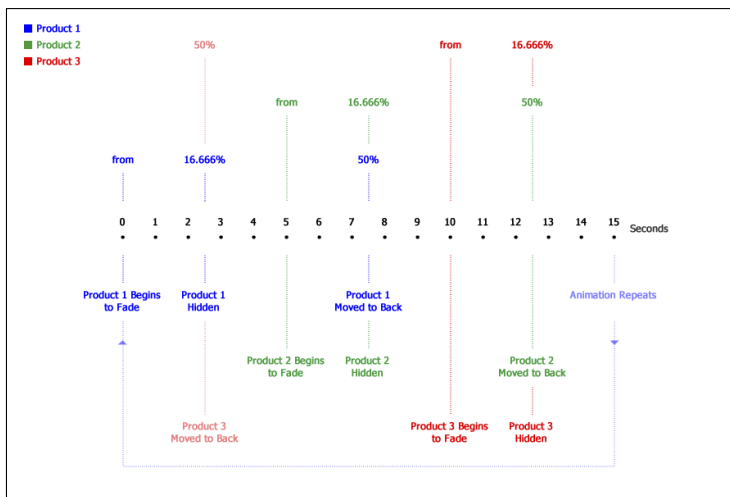 Product 1
Product 2
Product 3
50%
from
16.666%
from
16.666%
50%
from
16.666%
50%
0 1 2 3 4 5 6 7 8 9 10 11 12 13 14 15
Seconds
Product 1 Begins
to Fade
Product 1
Hidden
Product 1
Moved to Back
Animation Repeats
Product 2 Begins
to Fade
Product 2
Hidden
Product 2
Moved to Back
Product 3
Moved to Back
Product 3 Begins
to Fade
Product 3
Hidden